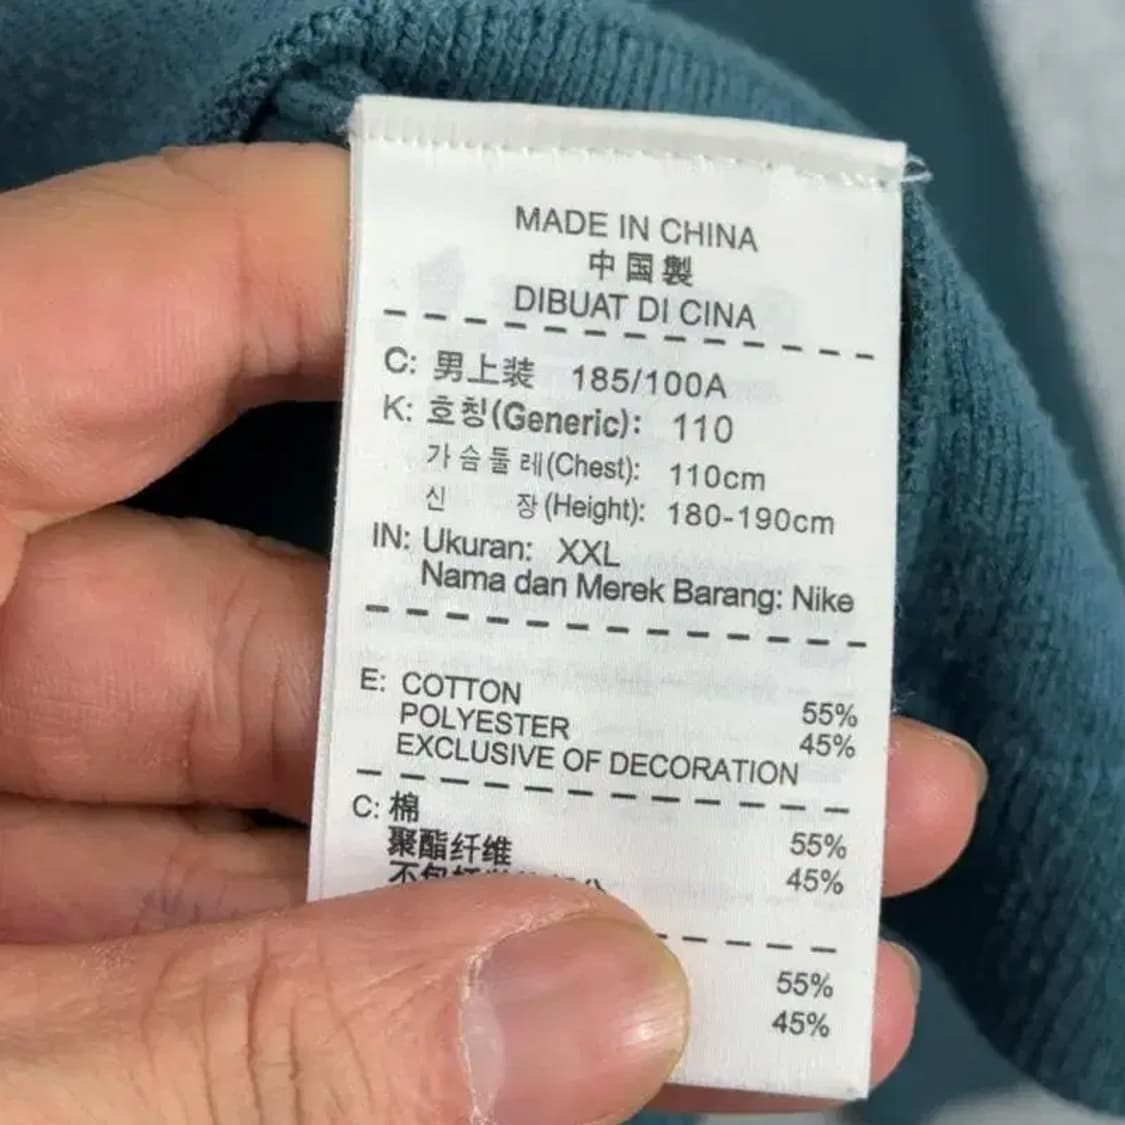 MADE IN CHINA
中国製
DIBUAT DI CINA
C: 男上装 185/100A
K: 호칭(Generic): 110
가슴둘레(Chest): 110cm
신 장(Height): 180-190cm
IN: Ukuran: XXL
Nama dan Merek Barang: Nike
E: COTTON 55%
POLYESTER 45%
EXCLUSIVE OF DECORATION
C: 棉 55%
聚酯纤维 45%
55%
45%